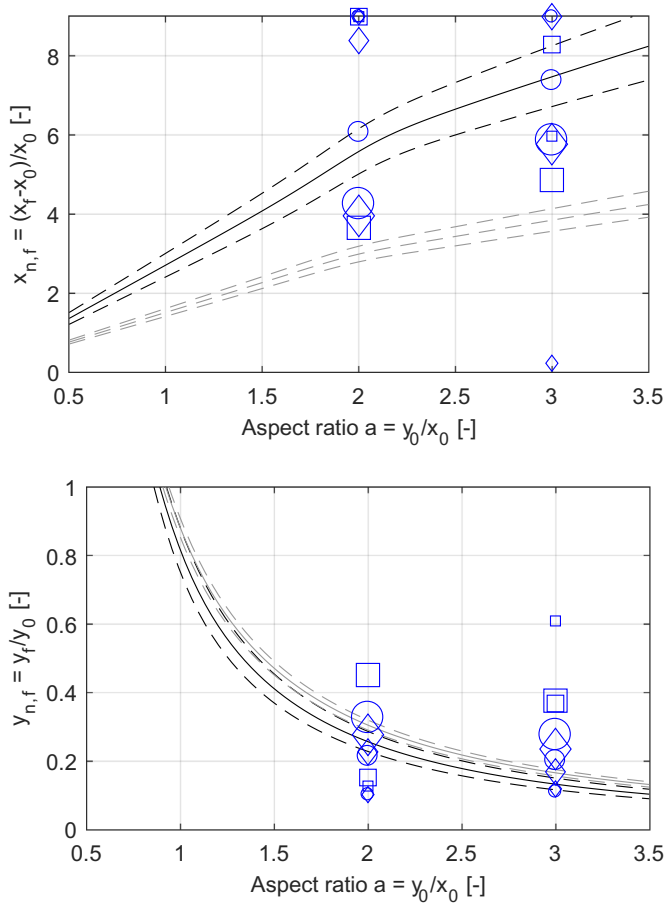 8
6
4
2
0
x_{n,f} = (x_f-x_0)/x_0 [-]
0.5 1 1.5 2 2.5 3 3.5
Aspect ratio a = y_0/x_0 [-]
1
0.8
0.6
0.4
0.2
0
y_{n,f} = y_f/y_0 [-]
0.5 1 1.5 2 2.5 3 3.5
Aspect ratio a = y_0/x_0 [-]